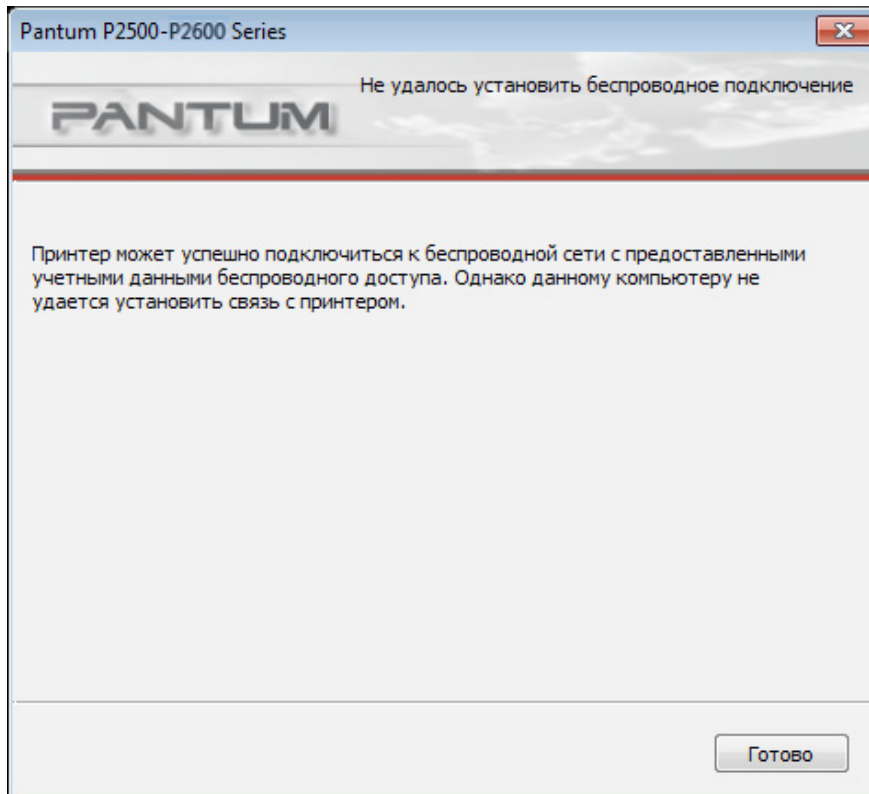 Pantum P2500-P2600 Series
Не удалось установить беспроводное подключение
PANTUM
Принтер может успешно подключиться к беспроводной сети с предоставленными
учетными данными беспроводного доступа. Однако данному компьютеру не
удается установить связь с принтером.
Готово